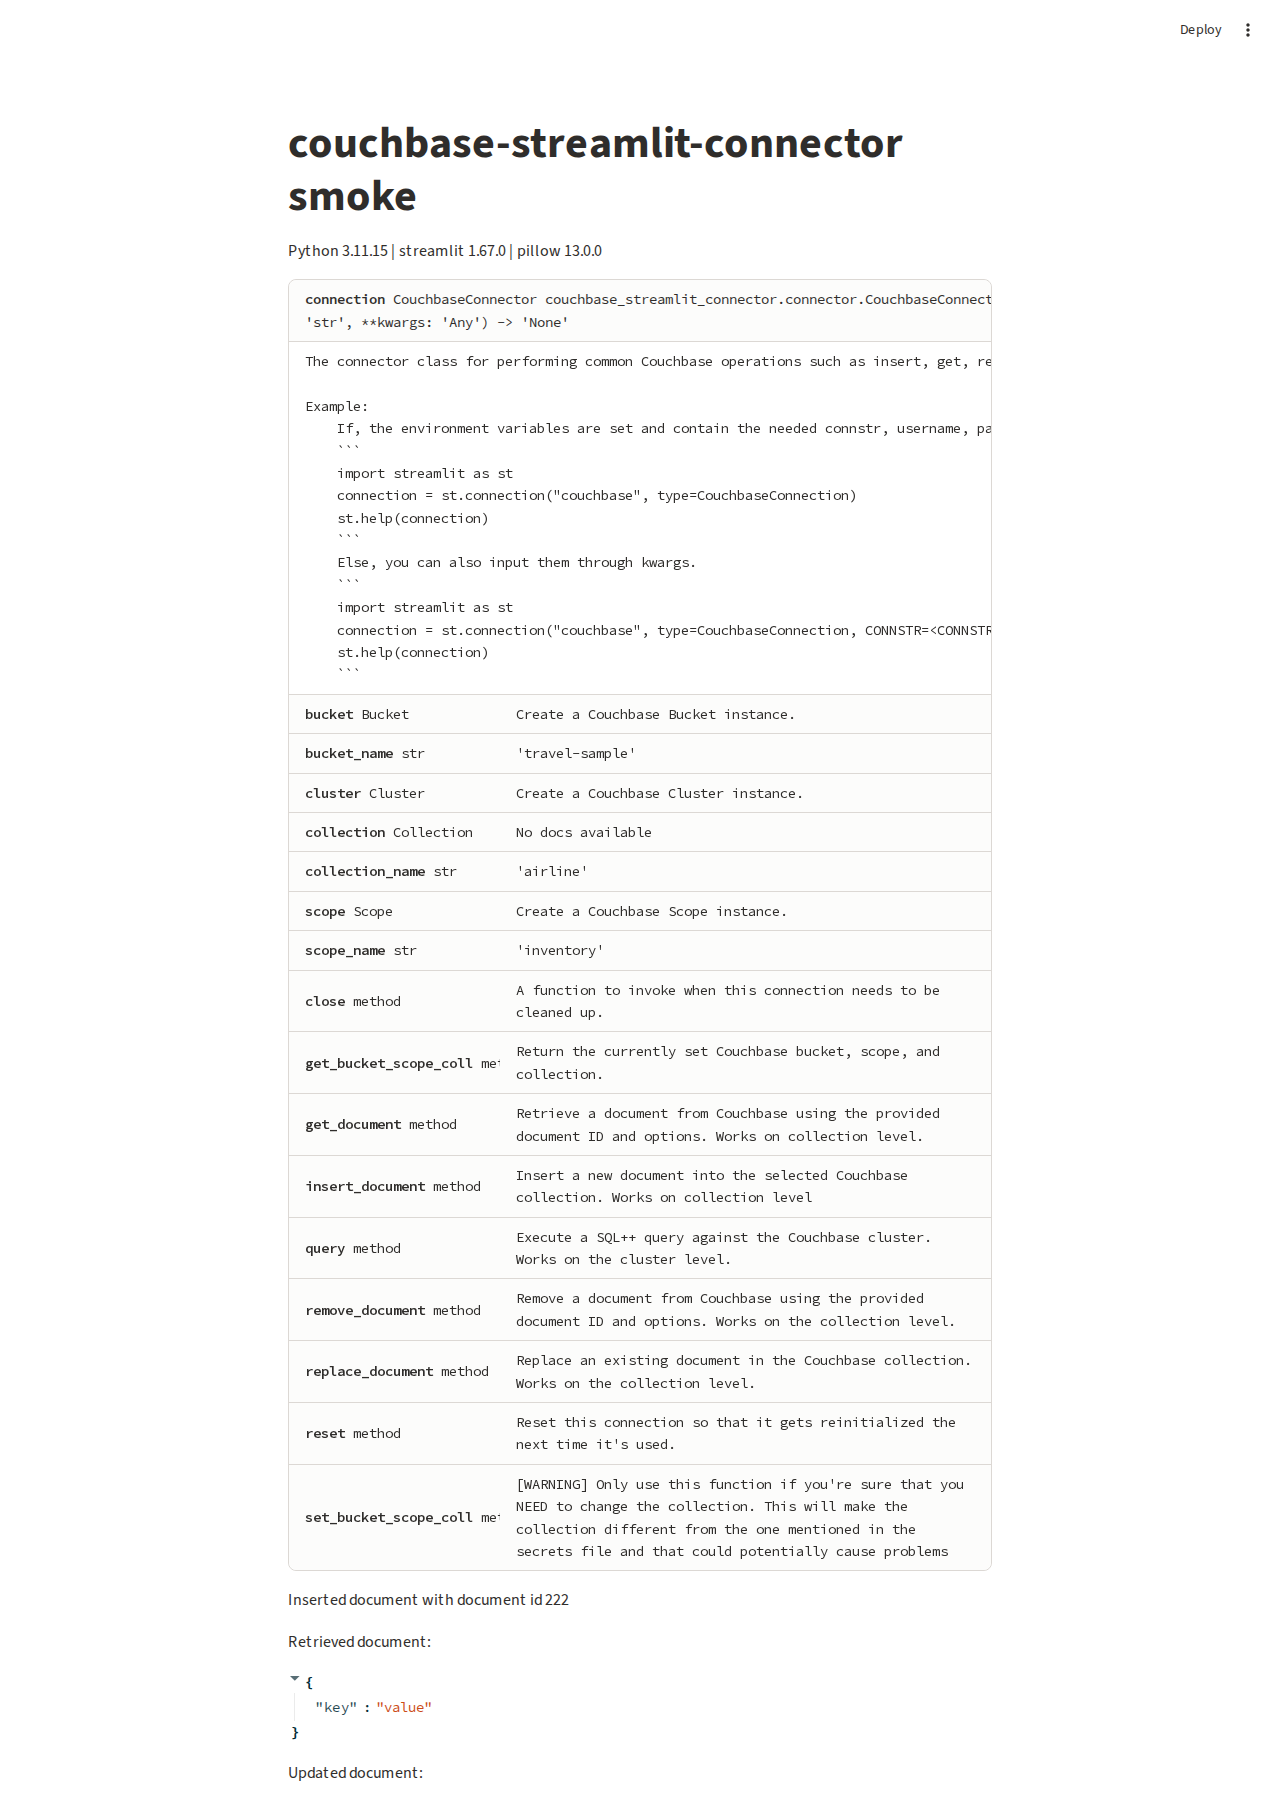 Deploy
couchbase-streamlit-connector
smoke
Python 3.11.15 | streamlit 1.67.0 | pillow 13.0.0
connection CouchbaseConnector couchbase_streamlit_connector.connector.CouchbaseConnect
'str', **kwargs: 'Any') -> 'None'
The connector class for performing common Couchbase operations such as insert, get, re
Example:
If, the environment variables are set and contain the needed connstr, username, pa
```
import streamlit as st
connection = st.connection("couchbase", type=CouchbaseConnection)
st.help(connection)
```
Else, you can also input them through kwargs.
```
import streamlit as st
connection = st.connection("couchbase", type=CouchbaseConnection, CONNSTR=<CONNSTR
st.help(connection)
```
bucket Bucket Create a Couchbase Bucket instance.
bucket_name str 'travel-sample'
cluster Cluster Create a Couchbase Cluster instance.
collection Collection No docs available
collection_name str 'airline'
scope Scope Create a Couchbase Scope instance.
scope_name str 'inventory'
close method A function to invoke when this connection needs to be
cleaned up.
get_bucket_scope_coll met Return the currently set Couchbase bucket, scope, and
collection.
get_document method Retrieve a document from Couchbase using the provided
document ID and options. Works on collection level.
insert_document method Insert a new document into the selected Couchbase
collection. Works on collection level
query method Execute a SQL++ query against the Couchbase cluster.
Works on the cluster level.
remove_document method Remove a document from Couchbase using the provided
document ID and options. Works on the collection level.
replace_document method Replace an existing document in the Couchbase collection.
Works on the collection level.
reset method Reset this connection so that it gets reinitialized the
next time it's used.
set_bucket_scope_coll met [WARNING] Only use this function if you're sure that you
NEED to change the collection. This will make the
collection different from the one mentioned in the
secrets file and that could potentially cause problems
Inserted document with document id 222
Retrieved document:
{
"key" : "value"
}
Updated document: